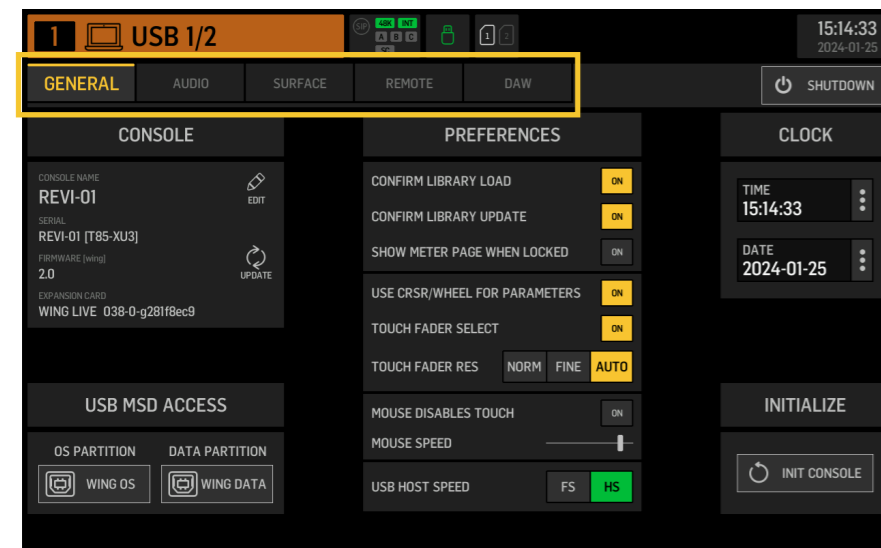 1 USB 1/2
SIP 48K INT
A B C
SC
1 2
15:14:33
2024-01-25
GENERAL AUDIO SURFACE REMOTE DAW
SHUTDOWN
CONSOLE
CONSOLE NAME
REVI-01
EDIT
SERIAL
REVI-01 [T85-XU3]
FIRMWARE [wing]
2.0
UPDATE
EXPANSION CARD
WING LIVE 038-0-g281f8ec9
USB MSD ACCESS
OS PARTITION DATA PARTITION
WING OS WING DATA
PREFERENCES
CONFIRM LIBRARY LOAD ON
CONFIRM LIBRARY UPDATE ON
SHOW METER PAGE WHEN LOCKED ON
USE CRSR/WHEEL FOR PARAMETERS ON
TOUCH FADER SELECT ON
TOUCH FADER RES NORM FINE AUTO
MOUSE DISABLES TOUCH ON
MOUSE SPEED
USB HOST SPEED FS HS
CLOCK
TIME
15:14:33
DATE
2024-01-25
INITIALIZE
INIT CONSOLE